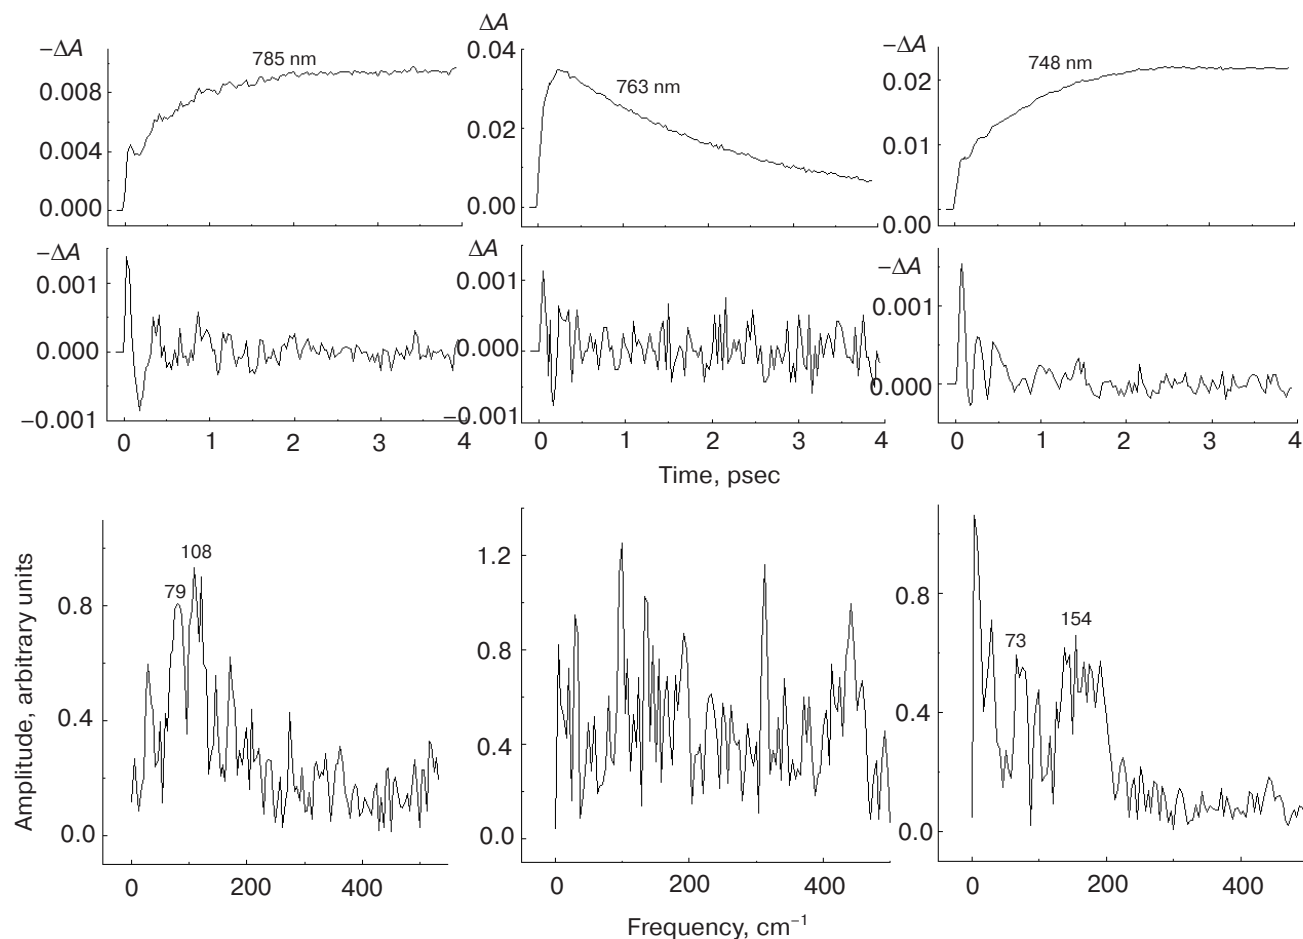 −ΔA
785 nm
0.008
0.004
0.000
0 1 2 3 4
ΔA
0.04
763 nm
0.02
0.00
−ΔA
748 nm
0.02
0.01
0.00
−ΔA
0.001
0.000
−0.001
0 1 2 3 4
ΔA
0.001
0.000
−0.001
0 1 2 3 4
−ΔA
0.001
0.000
0 1 2 3 4
Time, psec
Amplitude, arbitrary units
108
79
0.8
0.4
0.0
0 200 400
1.2
0.8
0.4
0.0
0 200 400
0.8
154
73
0.4
0.0
0 200 400
Frequency, cm⁻¹